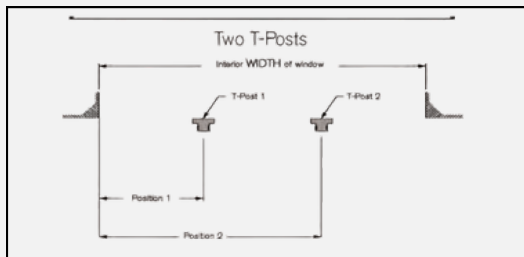 Two T-Posts
Interior WIDTH of window
T-Post 1
T-Post 2
Position 1
Position 2